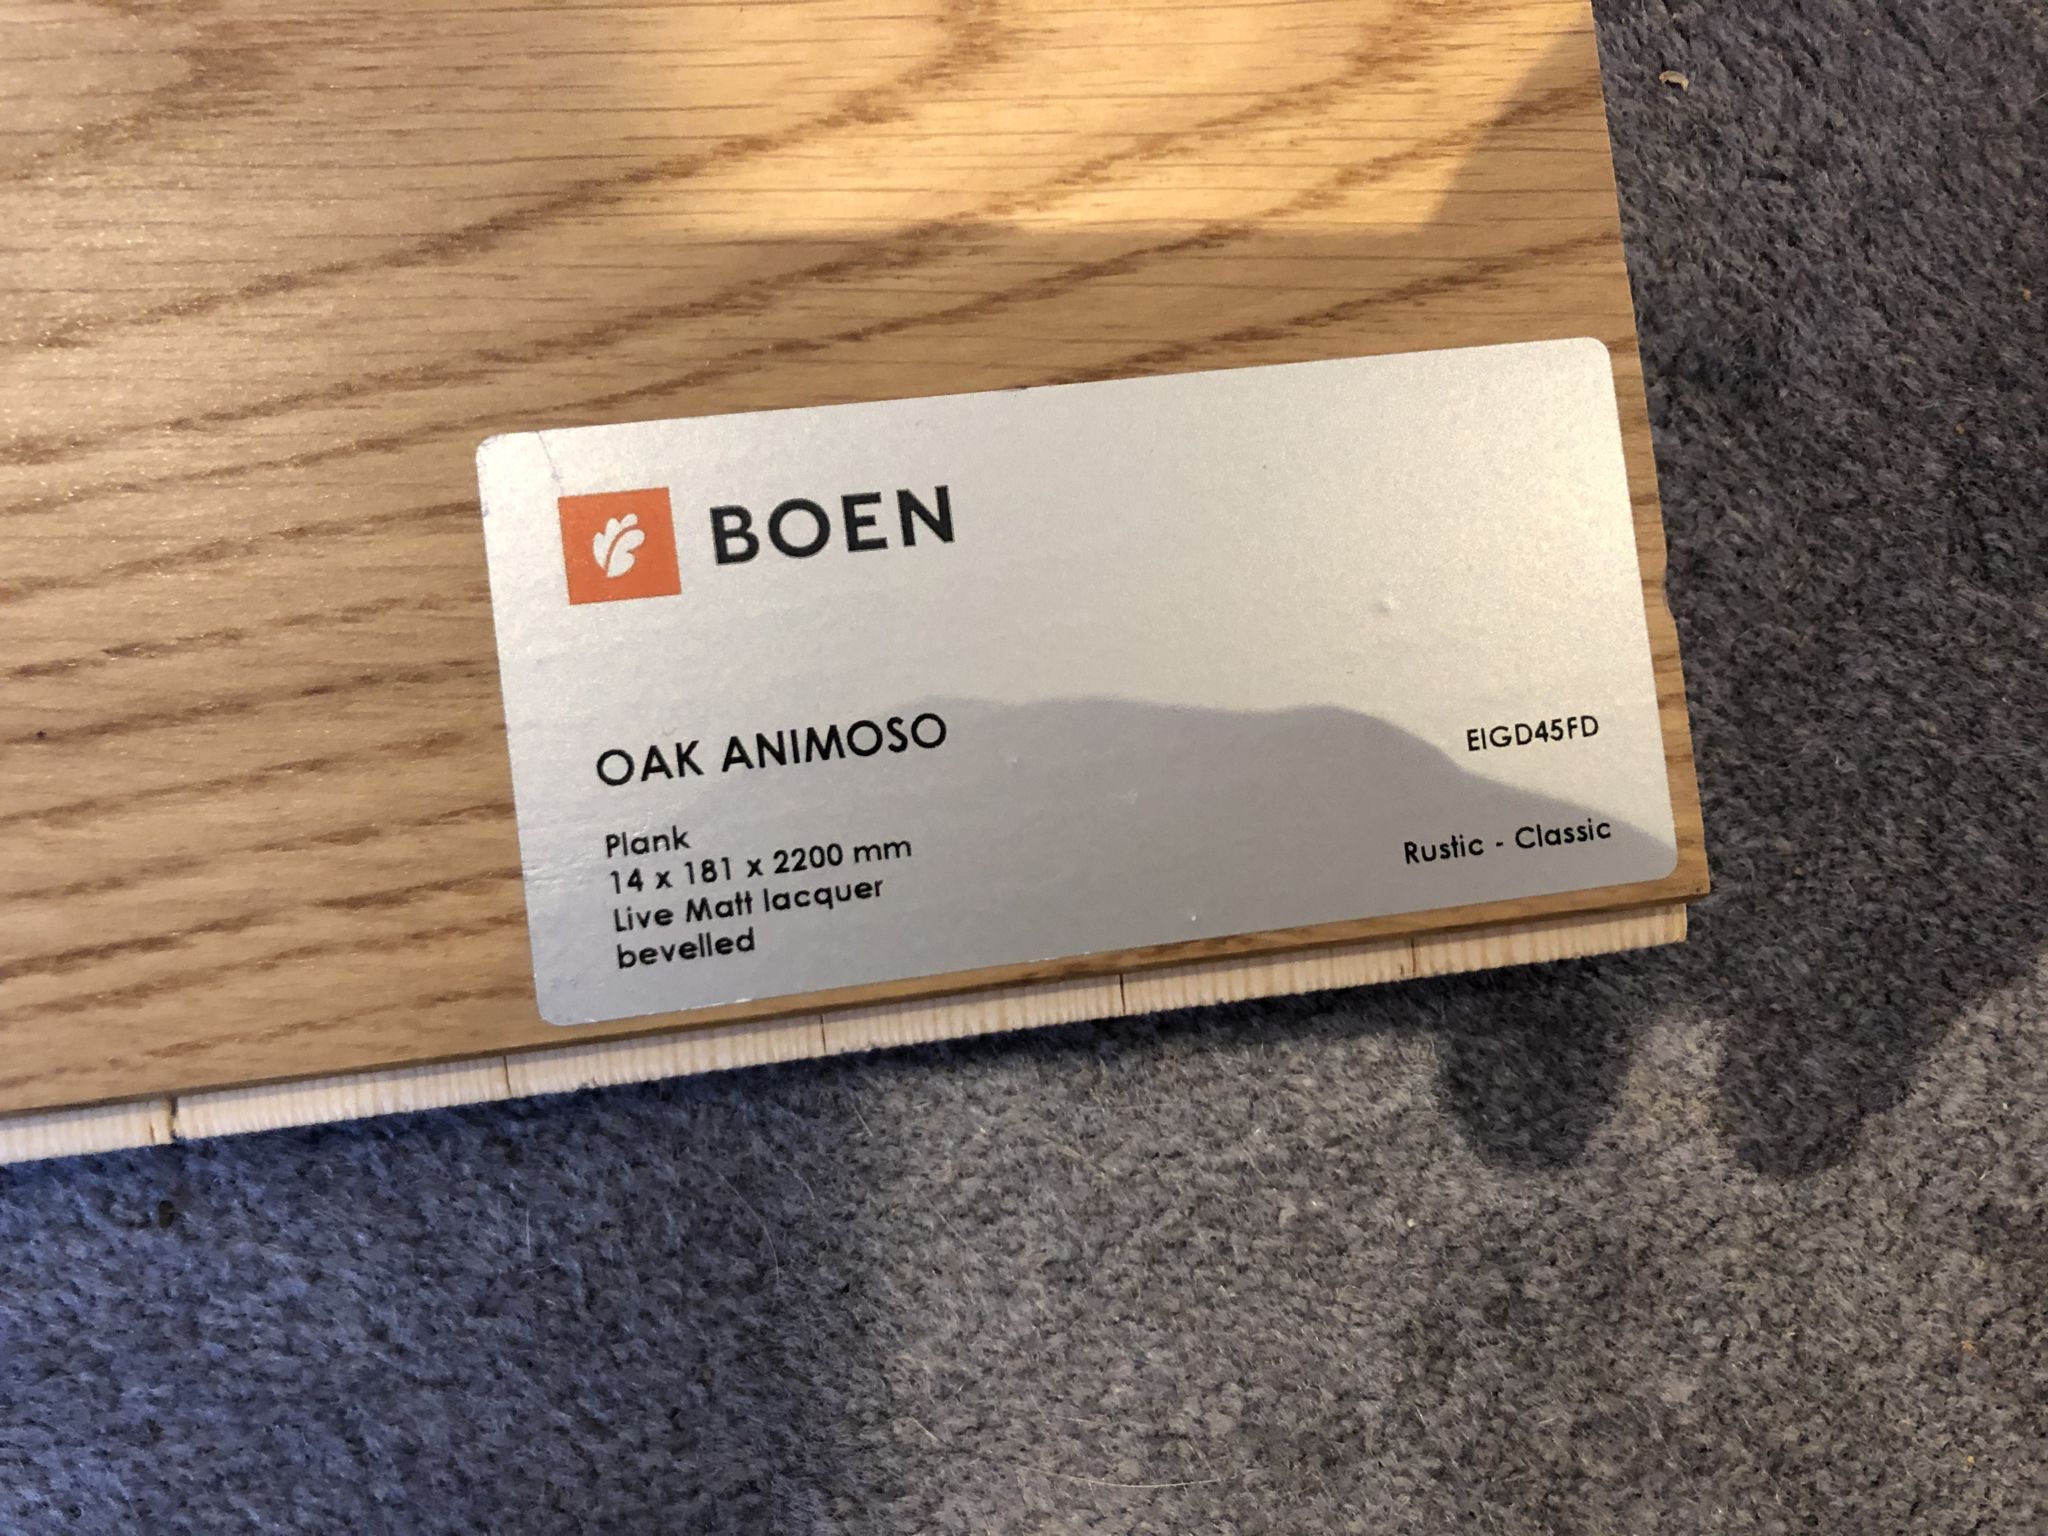 BOEN
OAK ANIMOSO
EIGD45FD
Plank
14 x 181 x 2200 mm
Live Matt lacquer
bevelled
Rustic - Classic